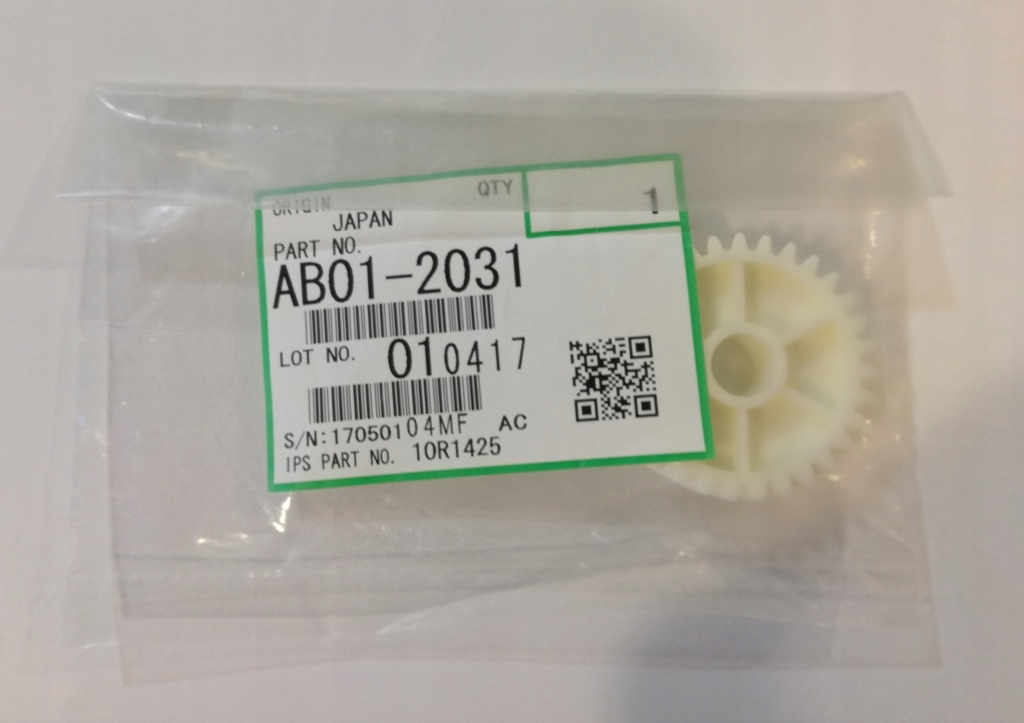 ORIGIN QTY 1
JAPAN
PART NO.
AB01-2031
LOT NO. 010417
S/N:17050104MF AC
IPS PART NO. 10R1425